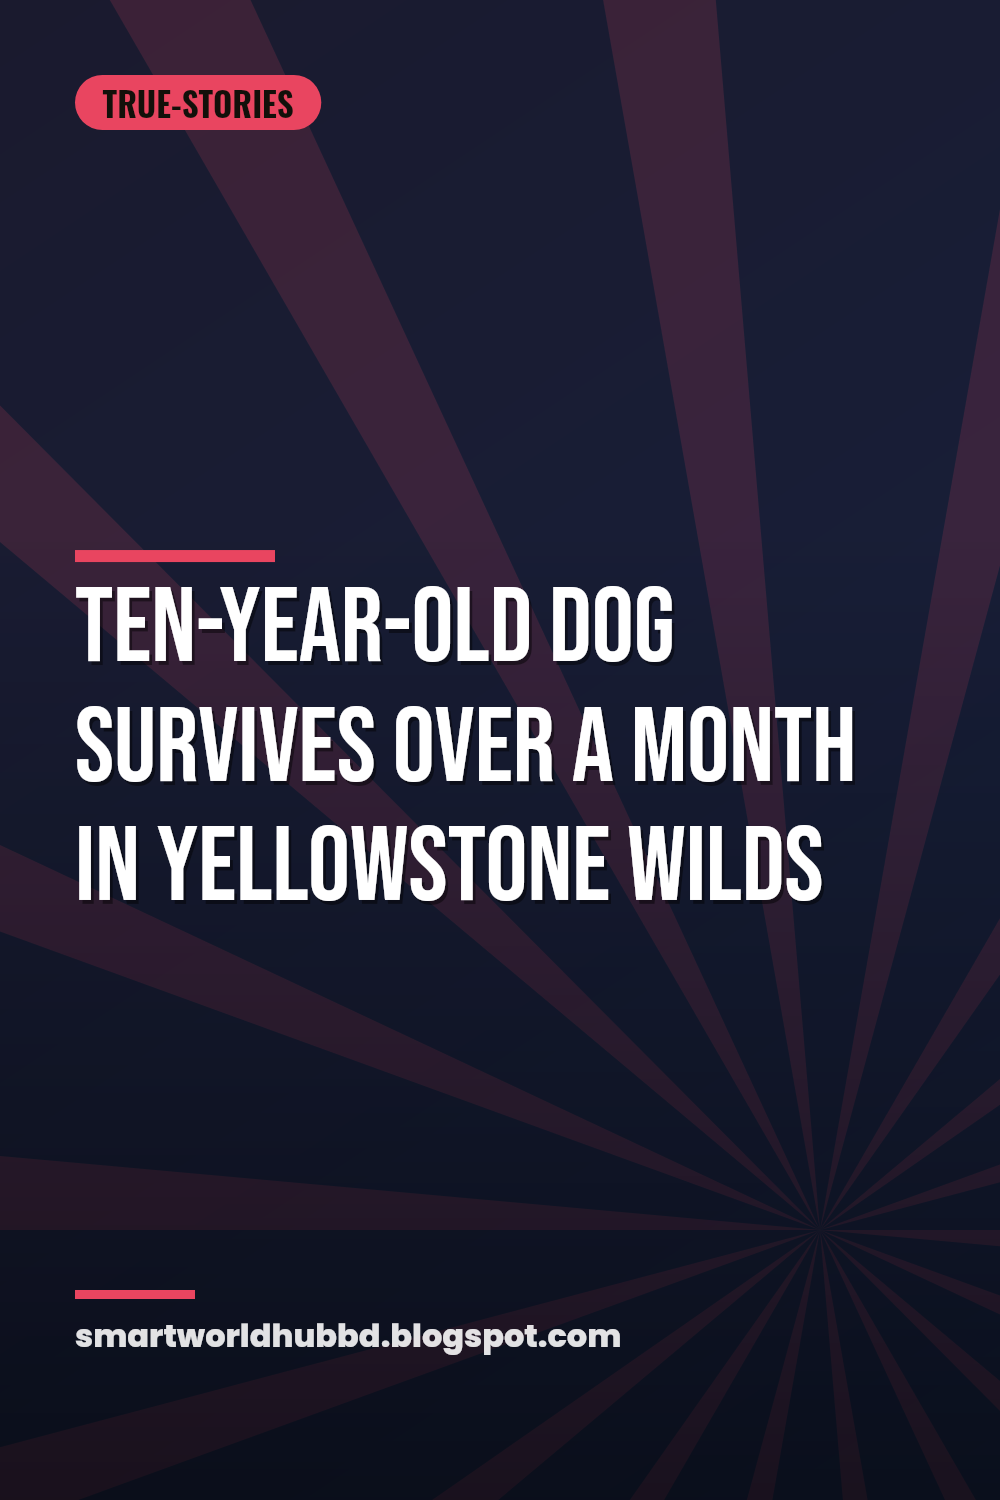 TRUE-STORIES
TEN-YEAR-OLD DOG
SURVIVES OVER A MONTH
IN YELLOWSTONE WILDS
smartworldhubbd.blogspot.com